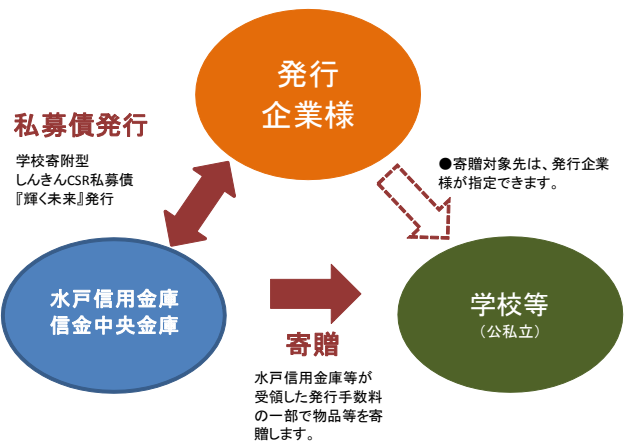 発行
企業様
私募債発行
学校寄附型
しんきんCSR私募債
『輝く未来』発行
●寄贈対象先は、発行企業
様が指定できます。
水戸信用金庫
信金中央金庫
学校等
（公私立）
寄贈
水戸信用金庫等が
受領した発行手数料
の一部で物品等を寄
贈します。